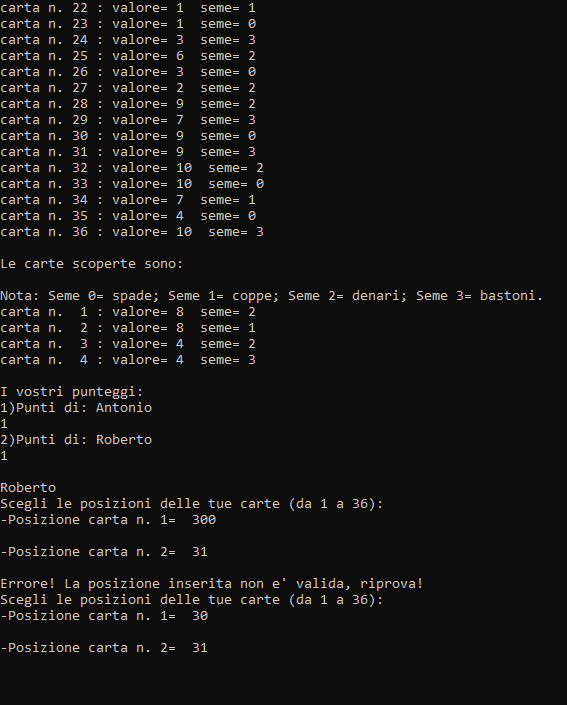 carta n. 22 : valore= 1  seme= 1
carta n. 23 : valore= 1  seme= 0
carta n. 24 : valore= 3  seme= 3
carta n. 25 : valore= 6  seme= 2
carta n. 26 : valore= 3  seme= 0
carta n. 27 : valore= 2  seme= 2
carta n. 28 : valore= 9  seme= 2
carta n. 29 : valore= 7  seme= 3
carta n. 30 : valore= 9  seme= 0
carta n. 31 : valore= 9  seme= 3
carta n. 32 : valore= 10  seme= 2
carta n. 33 : valore= 10  seme= 0
carta n. 34 : valore= 7  seme= 1
carta n. 35 : valore= 4  seme= 0
carta n. 36 : valore= 10  seme= 3
Le carte scoperte sono:
Nota: Seme 0= spade; Seme 1= coppe; Seme 2= denari; Seme 3= bastoni.
carta n.  1 : valore= 8  seme= 2
carta n.  2 : valore= 8  seme= 1
carta n.  3 : valore= 4  seme= 2
carta n.  4 : valore= 4  seme= 3
I vostri punteggi:
1)Punti di: Antonio
1
2)Punti di: Roberto
1
Roberto
Scegli le posizioni delle tue carte (da 1 a 36):
-Posizione carta n. 1=  300
-Posizione carta n. 2=  31
Errore! La posizione inserita non e' valida, riprova!
Scegli le posizioni delle tue carte (da 1 a 36):
-Posizione carta n. 1=  30
-Posizione carta n. 2=  31